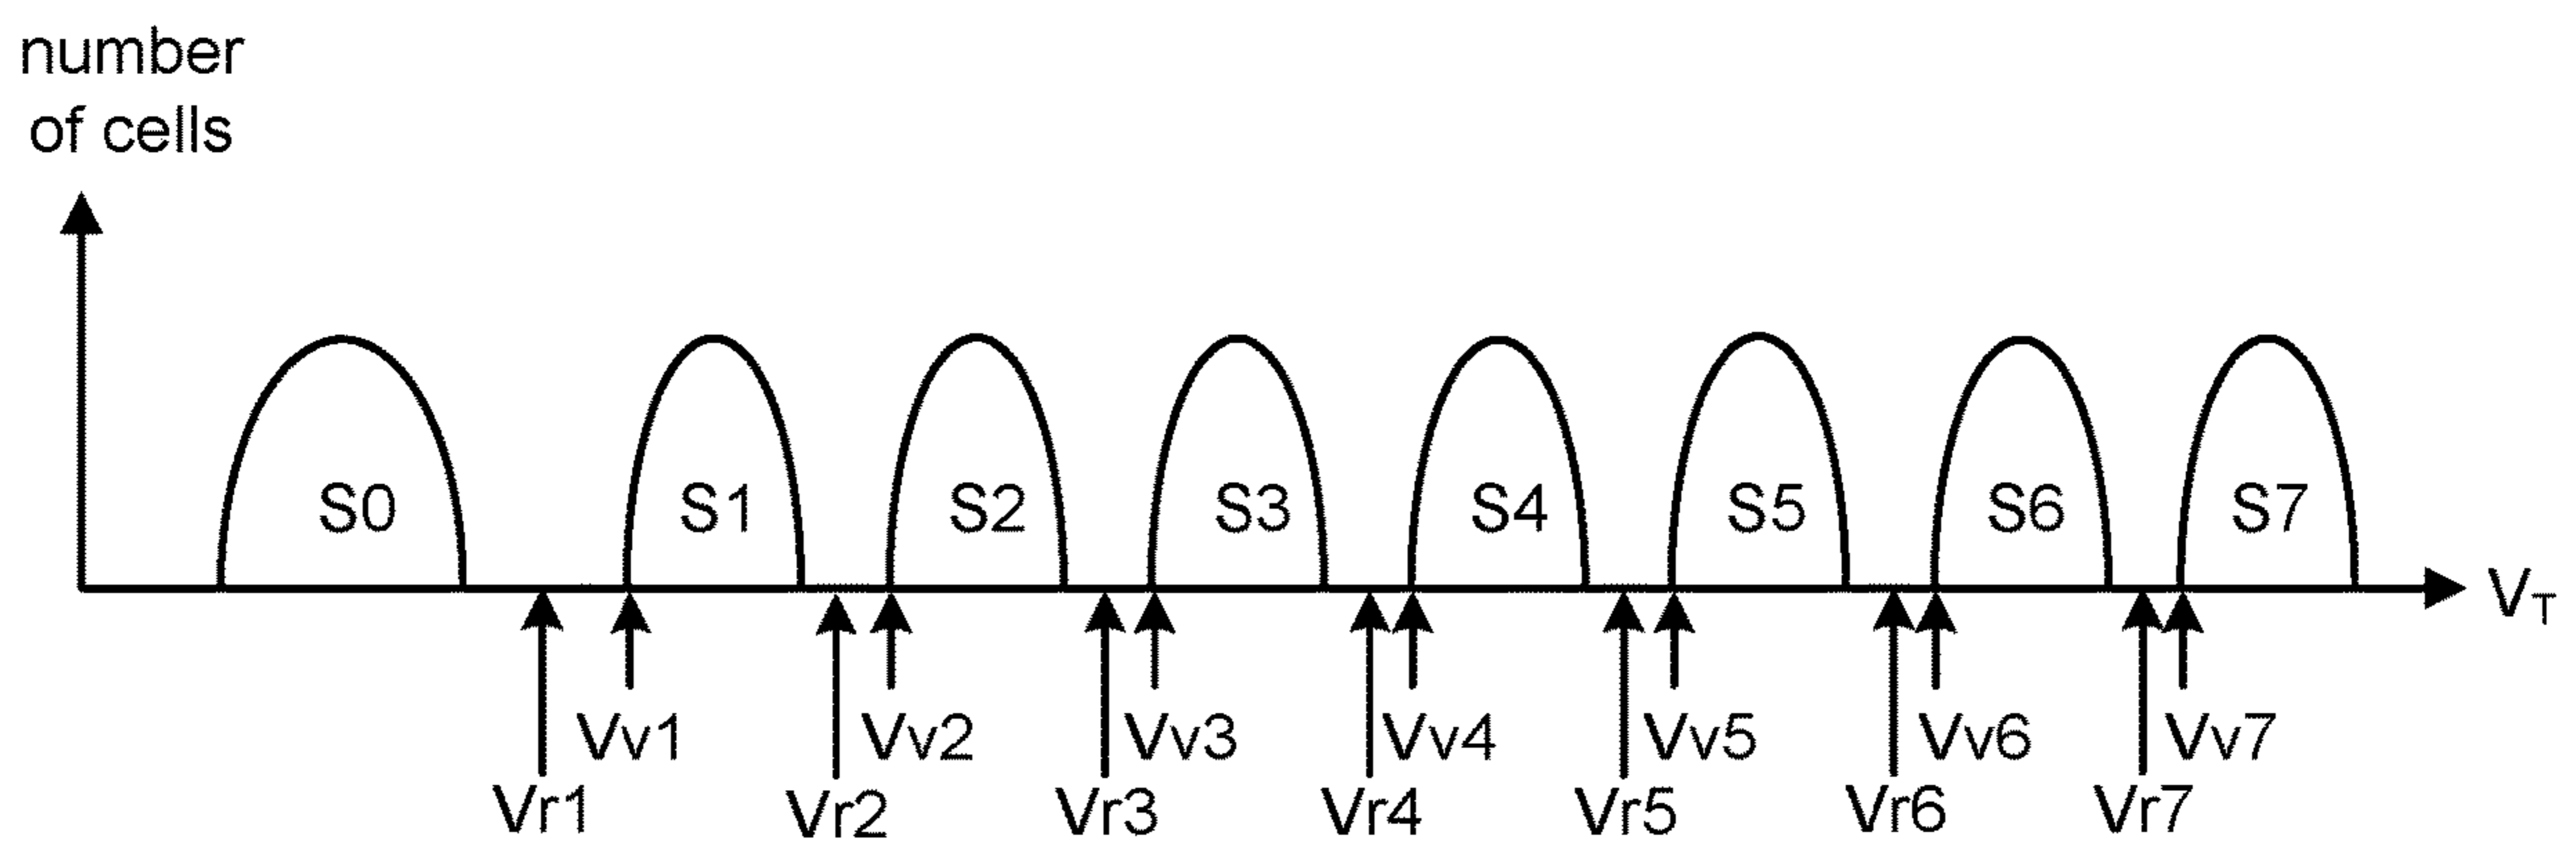 number
of cells
S0 S1 S2 S3 S4 S5 S6 S7
VT
Vv1 Vv2 Vv3 Vv4 Vv5 Vv6 Vv7
Vr1 Vr2 Vr3 Vr4 Vr5 Vr6 Vr7